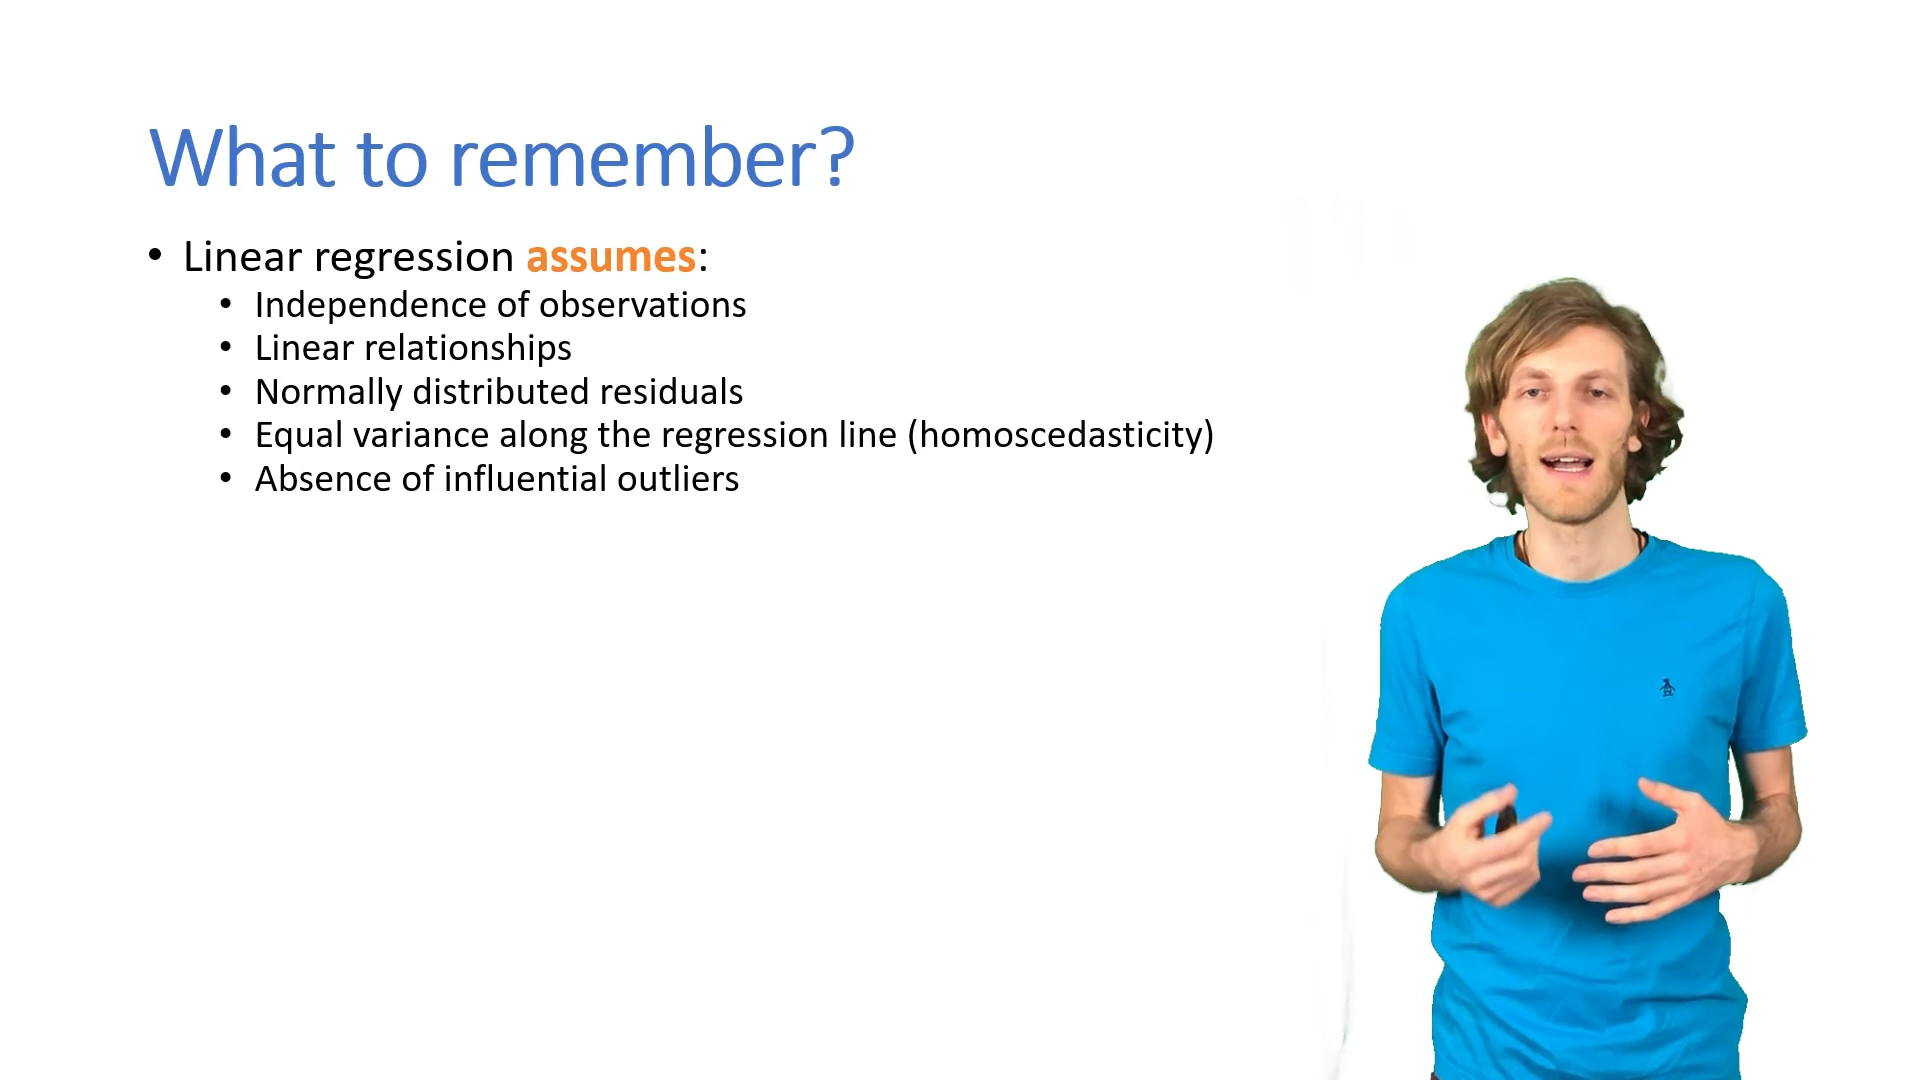 What to remember?
• Linear regression assumes:
• Independence of observations
• Linear relationships
• Normally distributed residuals
• Equal variance along the regression line (homoscedasticity)
• Absence of influential outliers